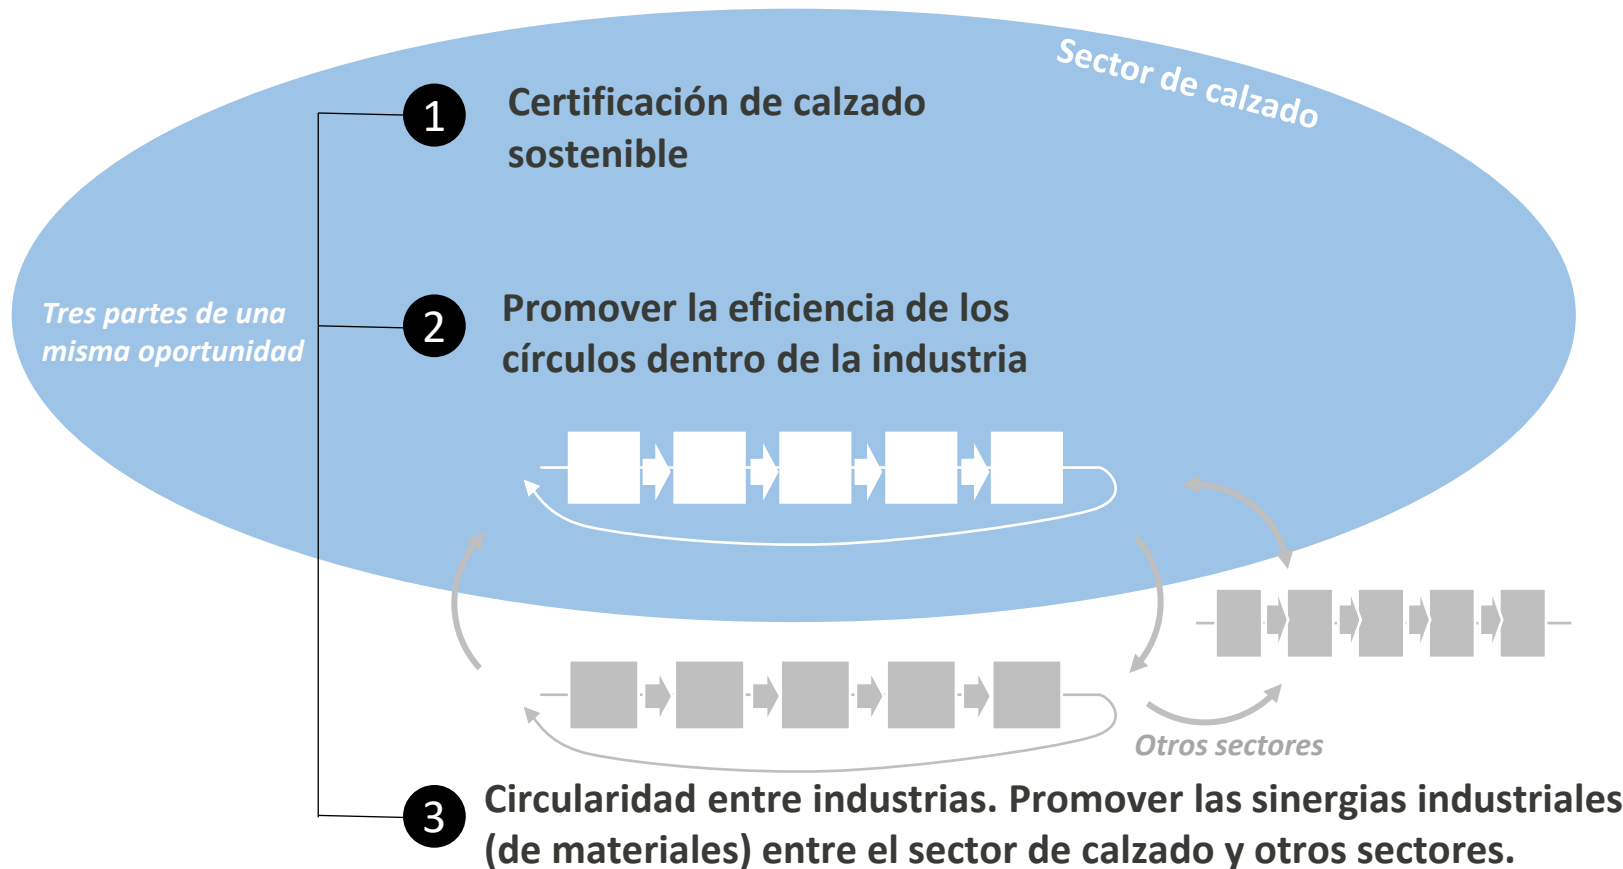 Sector de calzado
1
Certificación de calzado
sostenible
Tres partes de una
misma oportunidad
2
Promover la eficiencia de los
círculos dentro de la industria
Otros sectores
3
Circularidad entre industrias. Promover las sinergias industriales
(de materiales) entre el sector de calzado y otros sectores.